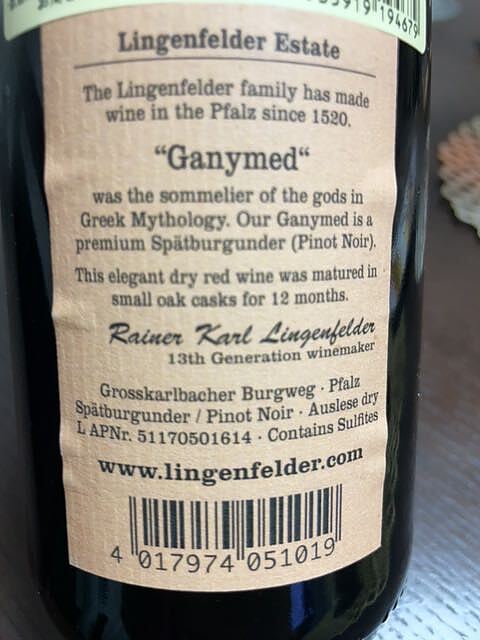 Lingenfelder Estate
The Lingenfelder family has made
wine in the Pfalz since 1520.
“Ganymed“
was the sommelier of the gods in
Greek Mythology. Our Ganymed is a
premium Spätburgunder (Pinot Noir).
This elegant dry red wine was matured in
small oak casks for 12 months.
Rainer Karl Lingenfelder
13th Generation winemaker
Grosskarlbacher Burgweg · Pfalz
Spätburgunder / Pinot Noir · Auslese dry
L APNr. 51170501614 · Contains Sulfites
www.lingenfelder.com
4 017974 051019